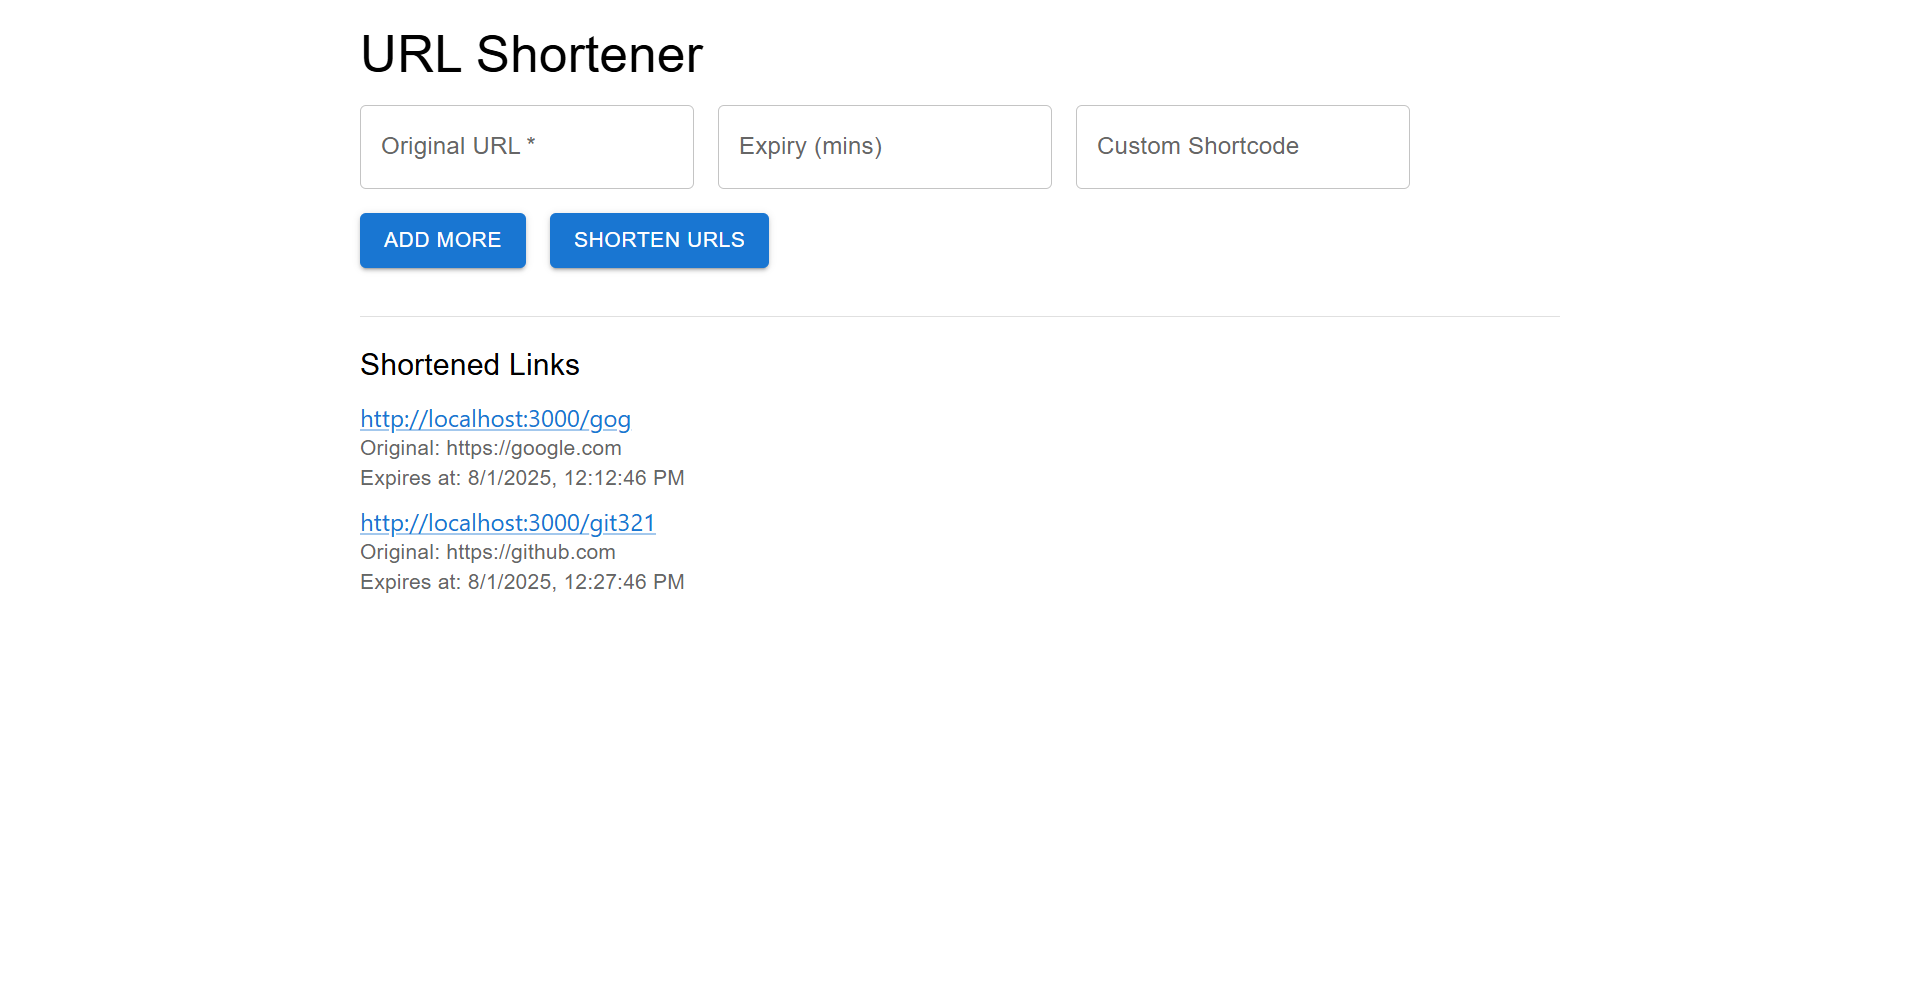 URL Shortener
Original URL *
Expiry (mins)
Custom Shortcode
ADD MORE
SHORTEN URLS
Shortened Links
http://localhost:3000/gog
Original: https://google.com
Expires at: 8/1/2025, 12:12:46 PM
http://localhost:3000/git321
Original: https://github.com
Expires at: 8/1/2025, 12:27:46 PM